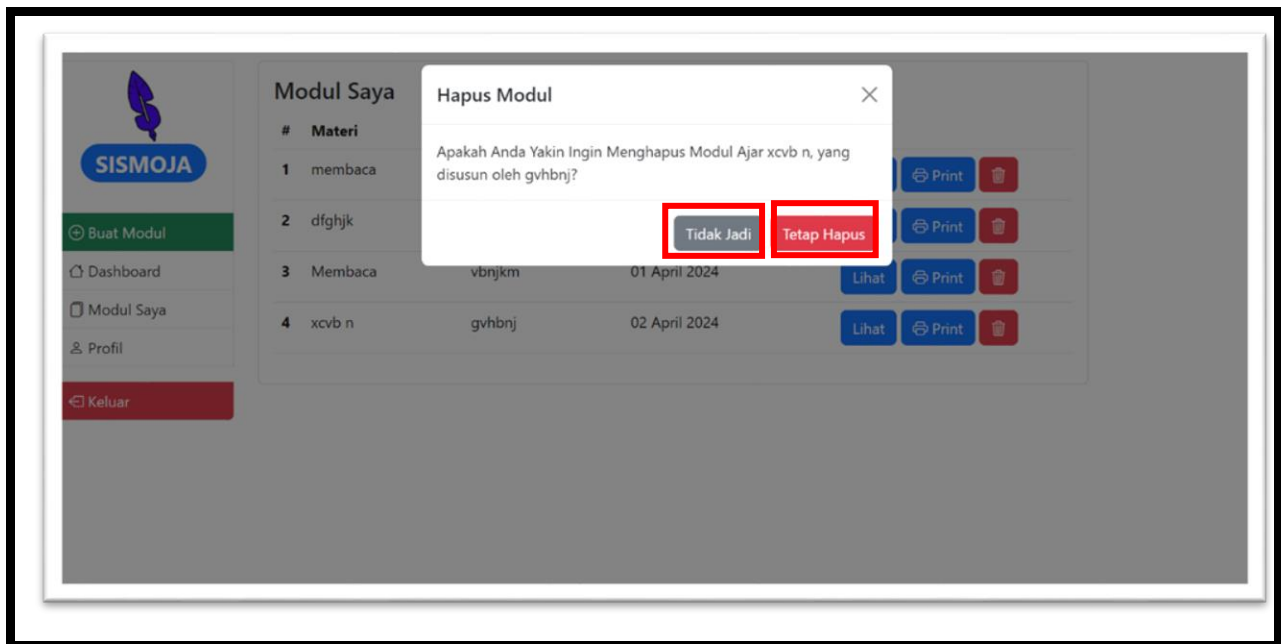 SISMOJA
Buat Modul
Dashboard
Modul Saya
Profil
Keluar
Modul Saya
# Materi
1 membaca Print
2 dfghjk Print
3 Membaca vbnjkm 01 April 2024 Lihat Print
4 xcvb n gvhbnj 02 April 2024 Lihat Print
Hapus Modul
Apakah Anda Yakin Ingin Menghapus Modul Ajar xcvb n, yang
disusun oleh gvhbnj?
Tidak Jadi Tetap Hapus